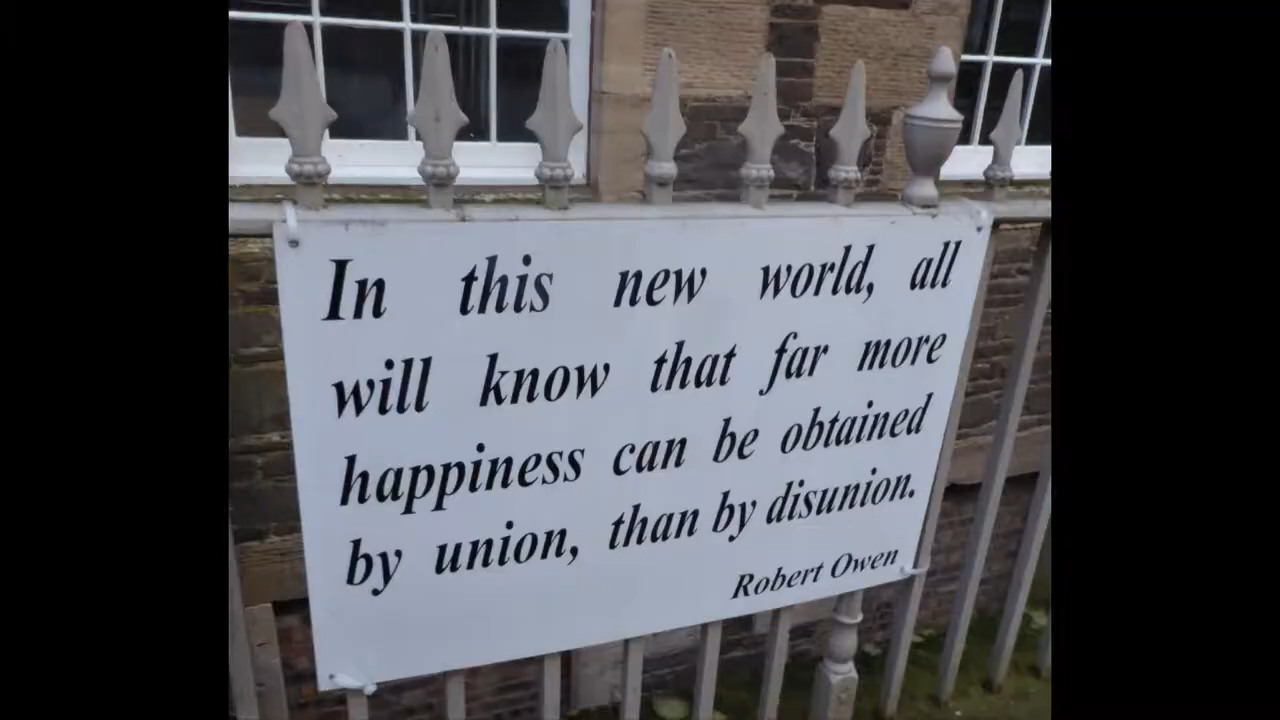 In this new world, all
will know that far more
happiness can be obtained
by union, than by disunion.
Robert Owen